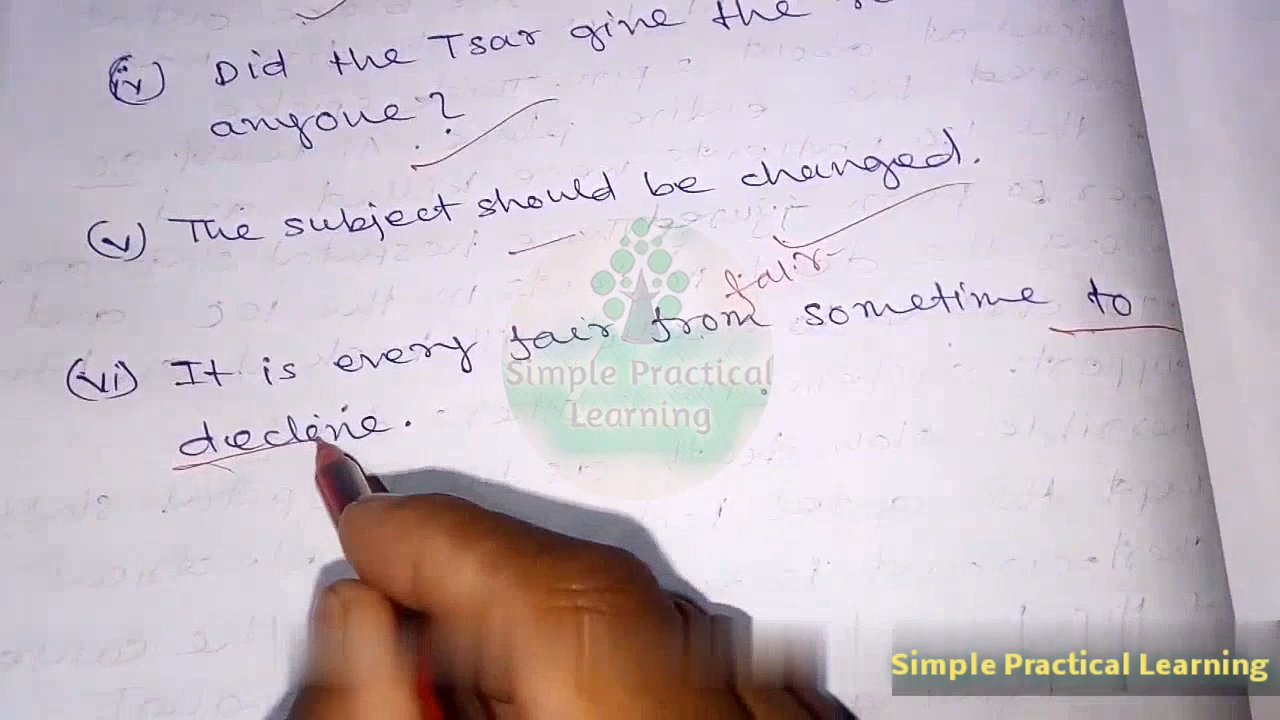 (iv) Did the Tsar give the
anyone?
(v) The subject should be changed.
fair
(vi) It is every fair from sometime to
decline.
Simple Practical
Learning
Simple Practical Learning